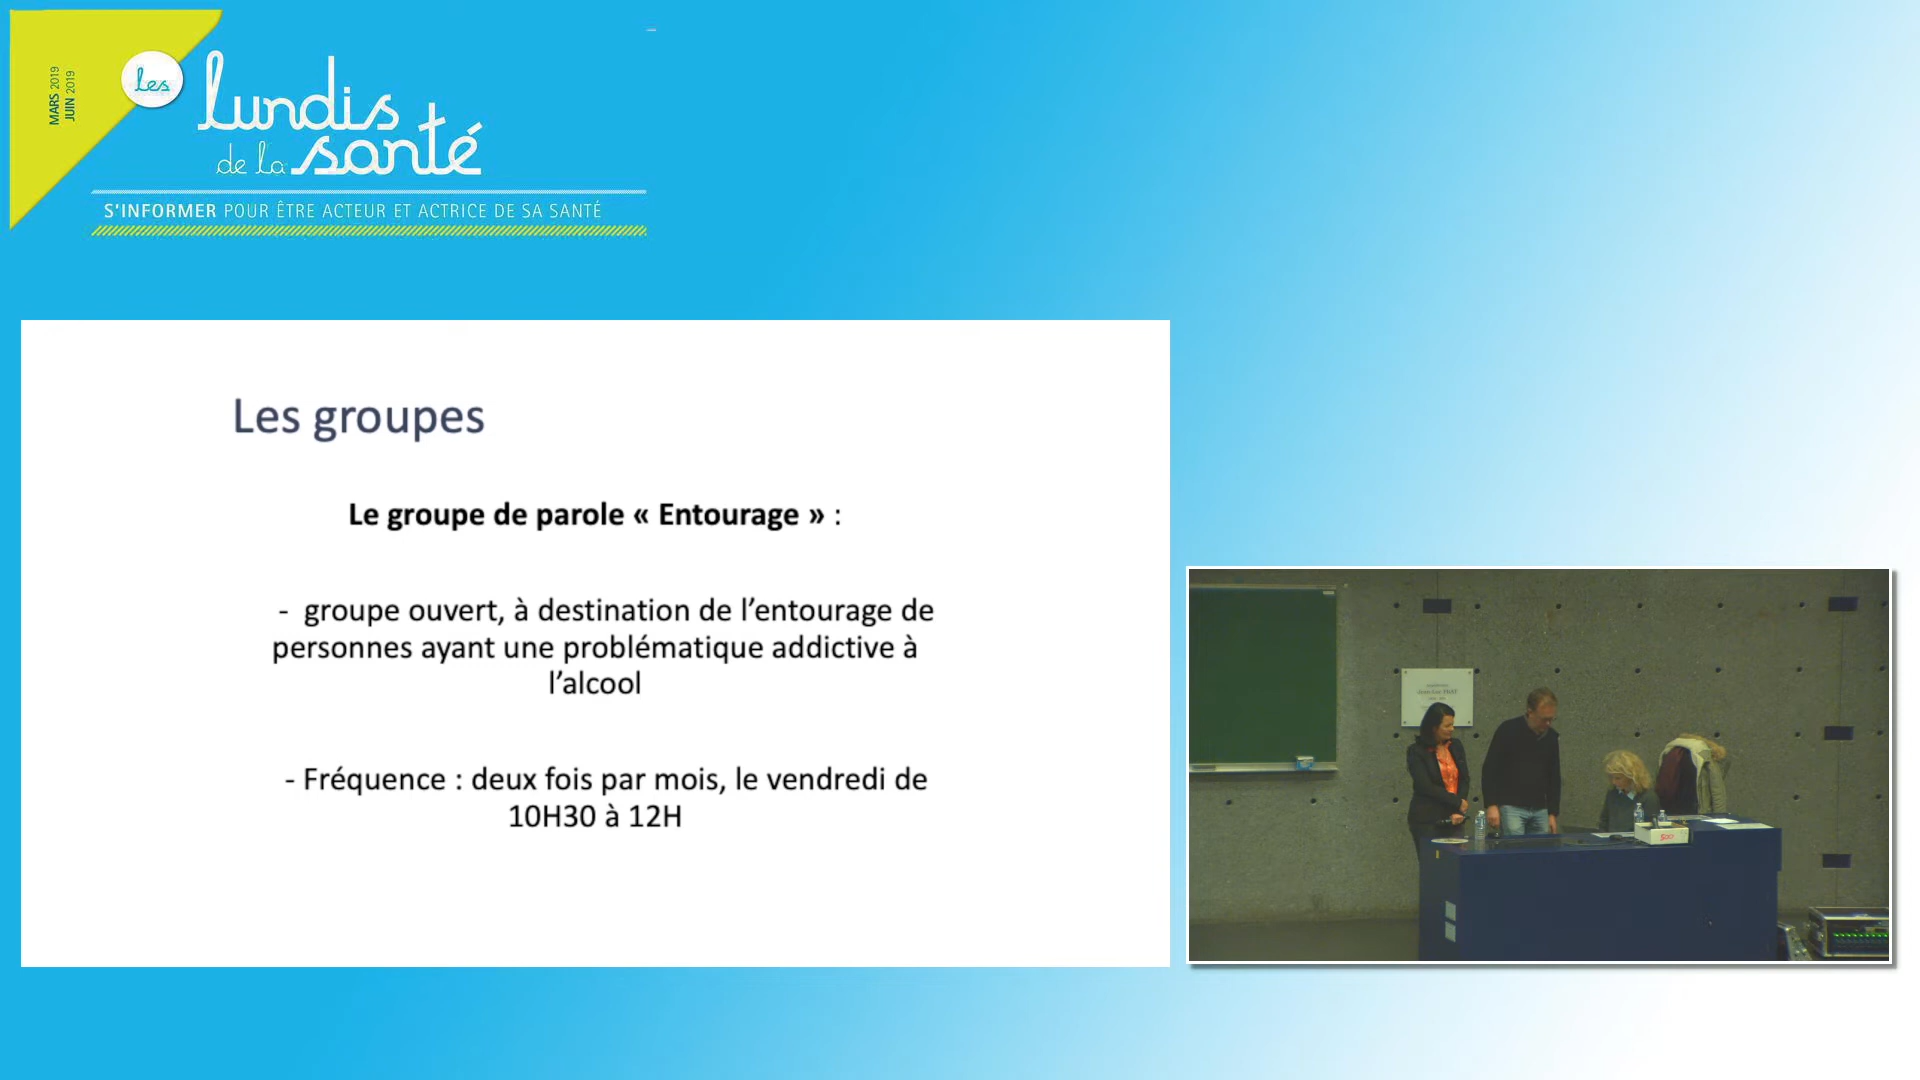 MARS 2019
JUIN 2019
les
lundis
de la santé
S'INFORMER POUR ÊTRE ACTEUR ET ACTRICE DE SA SANTÉ
Les groupes
Le groupe de parole « Entourage » :
- groupe ouvert, à destination de l’entourage de
personnes ayant une problématique addictive à
l’alcool
- Fréquence : deux fois par mois, le vendredi de
10H30 à 12H